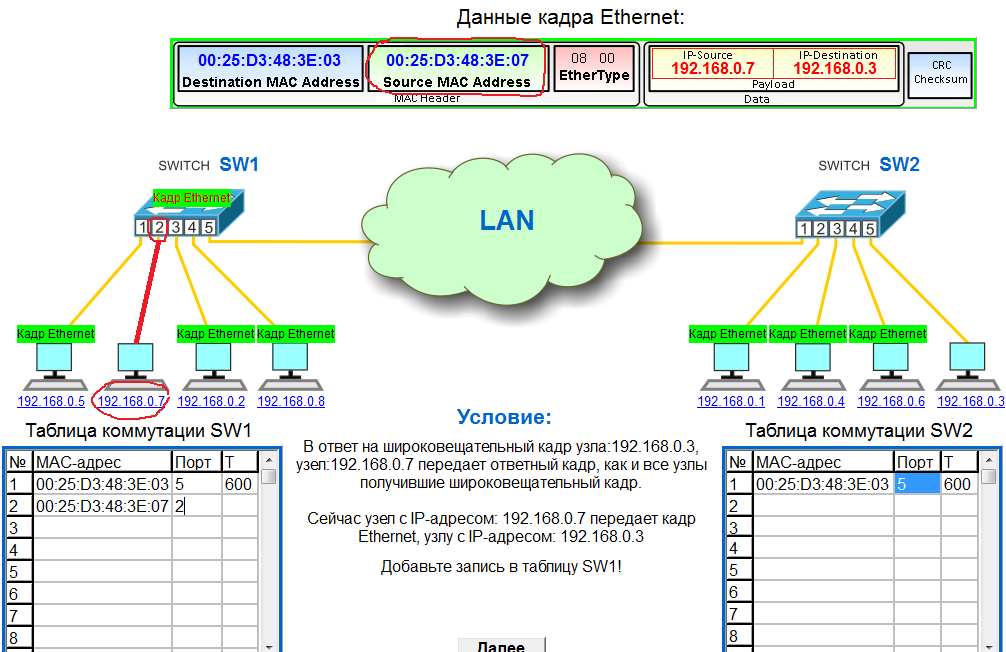 Данные кадра Ethernet:
00:25:D3:48:3E:03
Destination MAC Address
00:25:D3:48:3E:07
Source MAC Address
08 00
EtherType
MAC Header
IP-Source
192.168.0.7
IP-Destination
192.168.0.3
Payload
Data
CRC
Checksum
SWITCH SW1
Кадр Ethernet
1 2 3 4 5
LAN
SWITCH SW2
1 2 3 4 5
Кадр Ethernet
Кадр Ethernet
Кадр Ethernet
Кадр Ethernet
Кадр Ethernet
Кадр Ethernet
192.168.0.5
192.168.0.7
192.168.0.2
192.168.0.8
192.168.0.1
192.168.0.4
192.168.0.6
192.168.0.3
Таблица коммутации SW1
№ МАС-адрес Порт T
1 00:25:D3:48:3E:03 5 600
2 00:25:D3:48:3E:07 2
3
4
5
6
7
8
Условие:
В ответ на широковещательный кадр узла:192.168.0.3,
узел:192.168.0.7 передает ответный кадр, как и все узлы
получившие широковещательный кадр.
Сейчас узел с IP-адресом: 192.168.0.7 передает кадр
Ethernet, узлу с IP-адресом: 192.168.0.3
Добавьте запись в таблицу SW1!
Далее
Таблица коммутации SW2
№ МАС-адрес Порт T
1 00:25:D3:48:3E:03 5 600
2
3
4
5
6
7
8